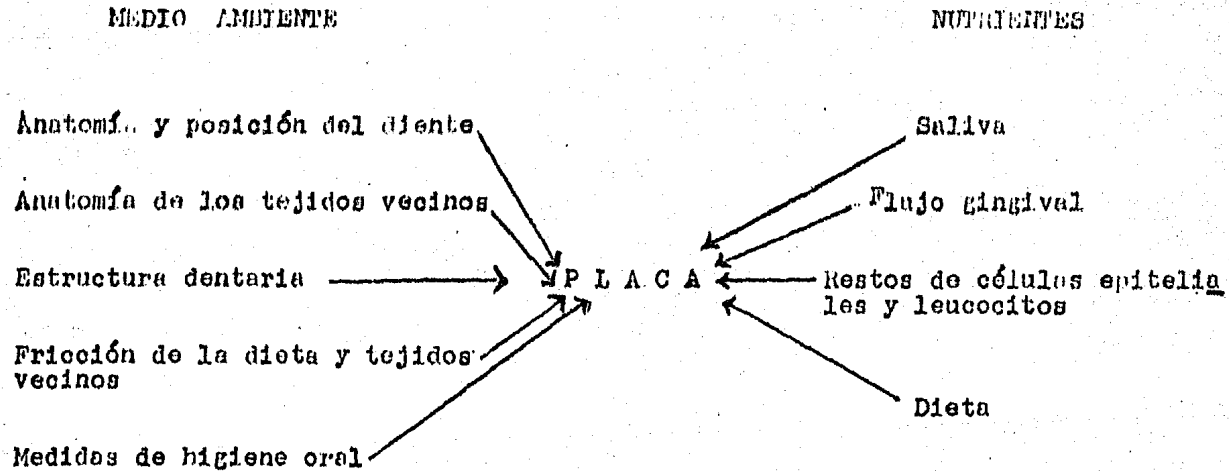 MEDIO AMBIENTE
NUTRIENTES
Anatomía y posición del diente
Anatomía de los tejidos vecinos
Estructura dentaria
Fricción de la dieta y tejidos
vecinos
Medidas de higiene oral
P L A C A
Saliva
Flujo gingival
Restos de células epitelia
les y leucocitos
Dieta